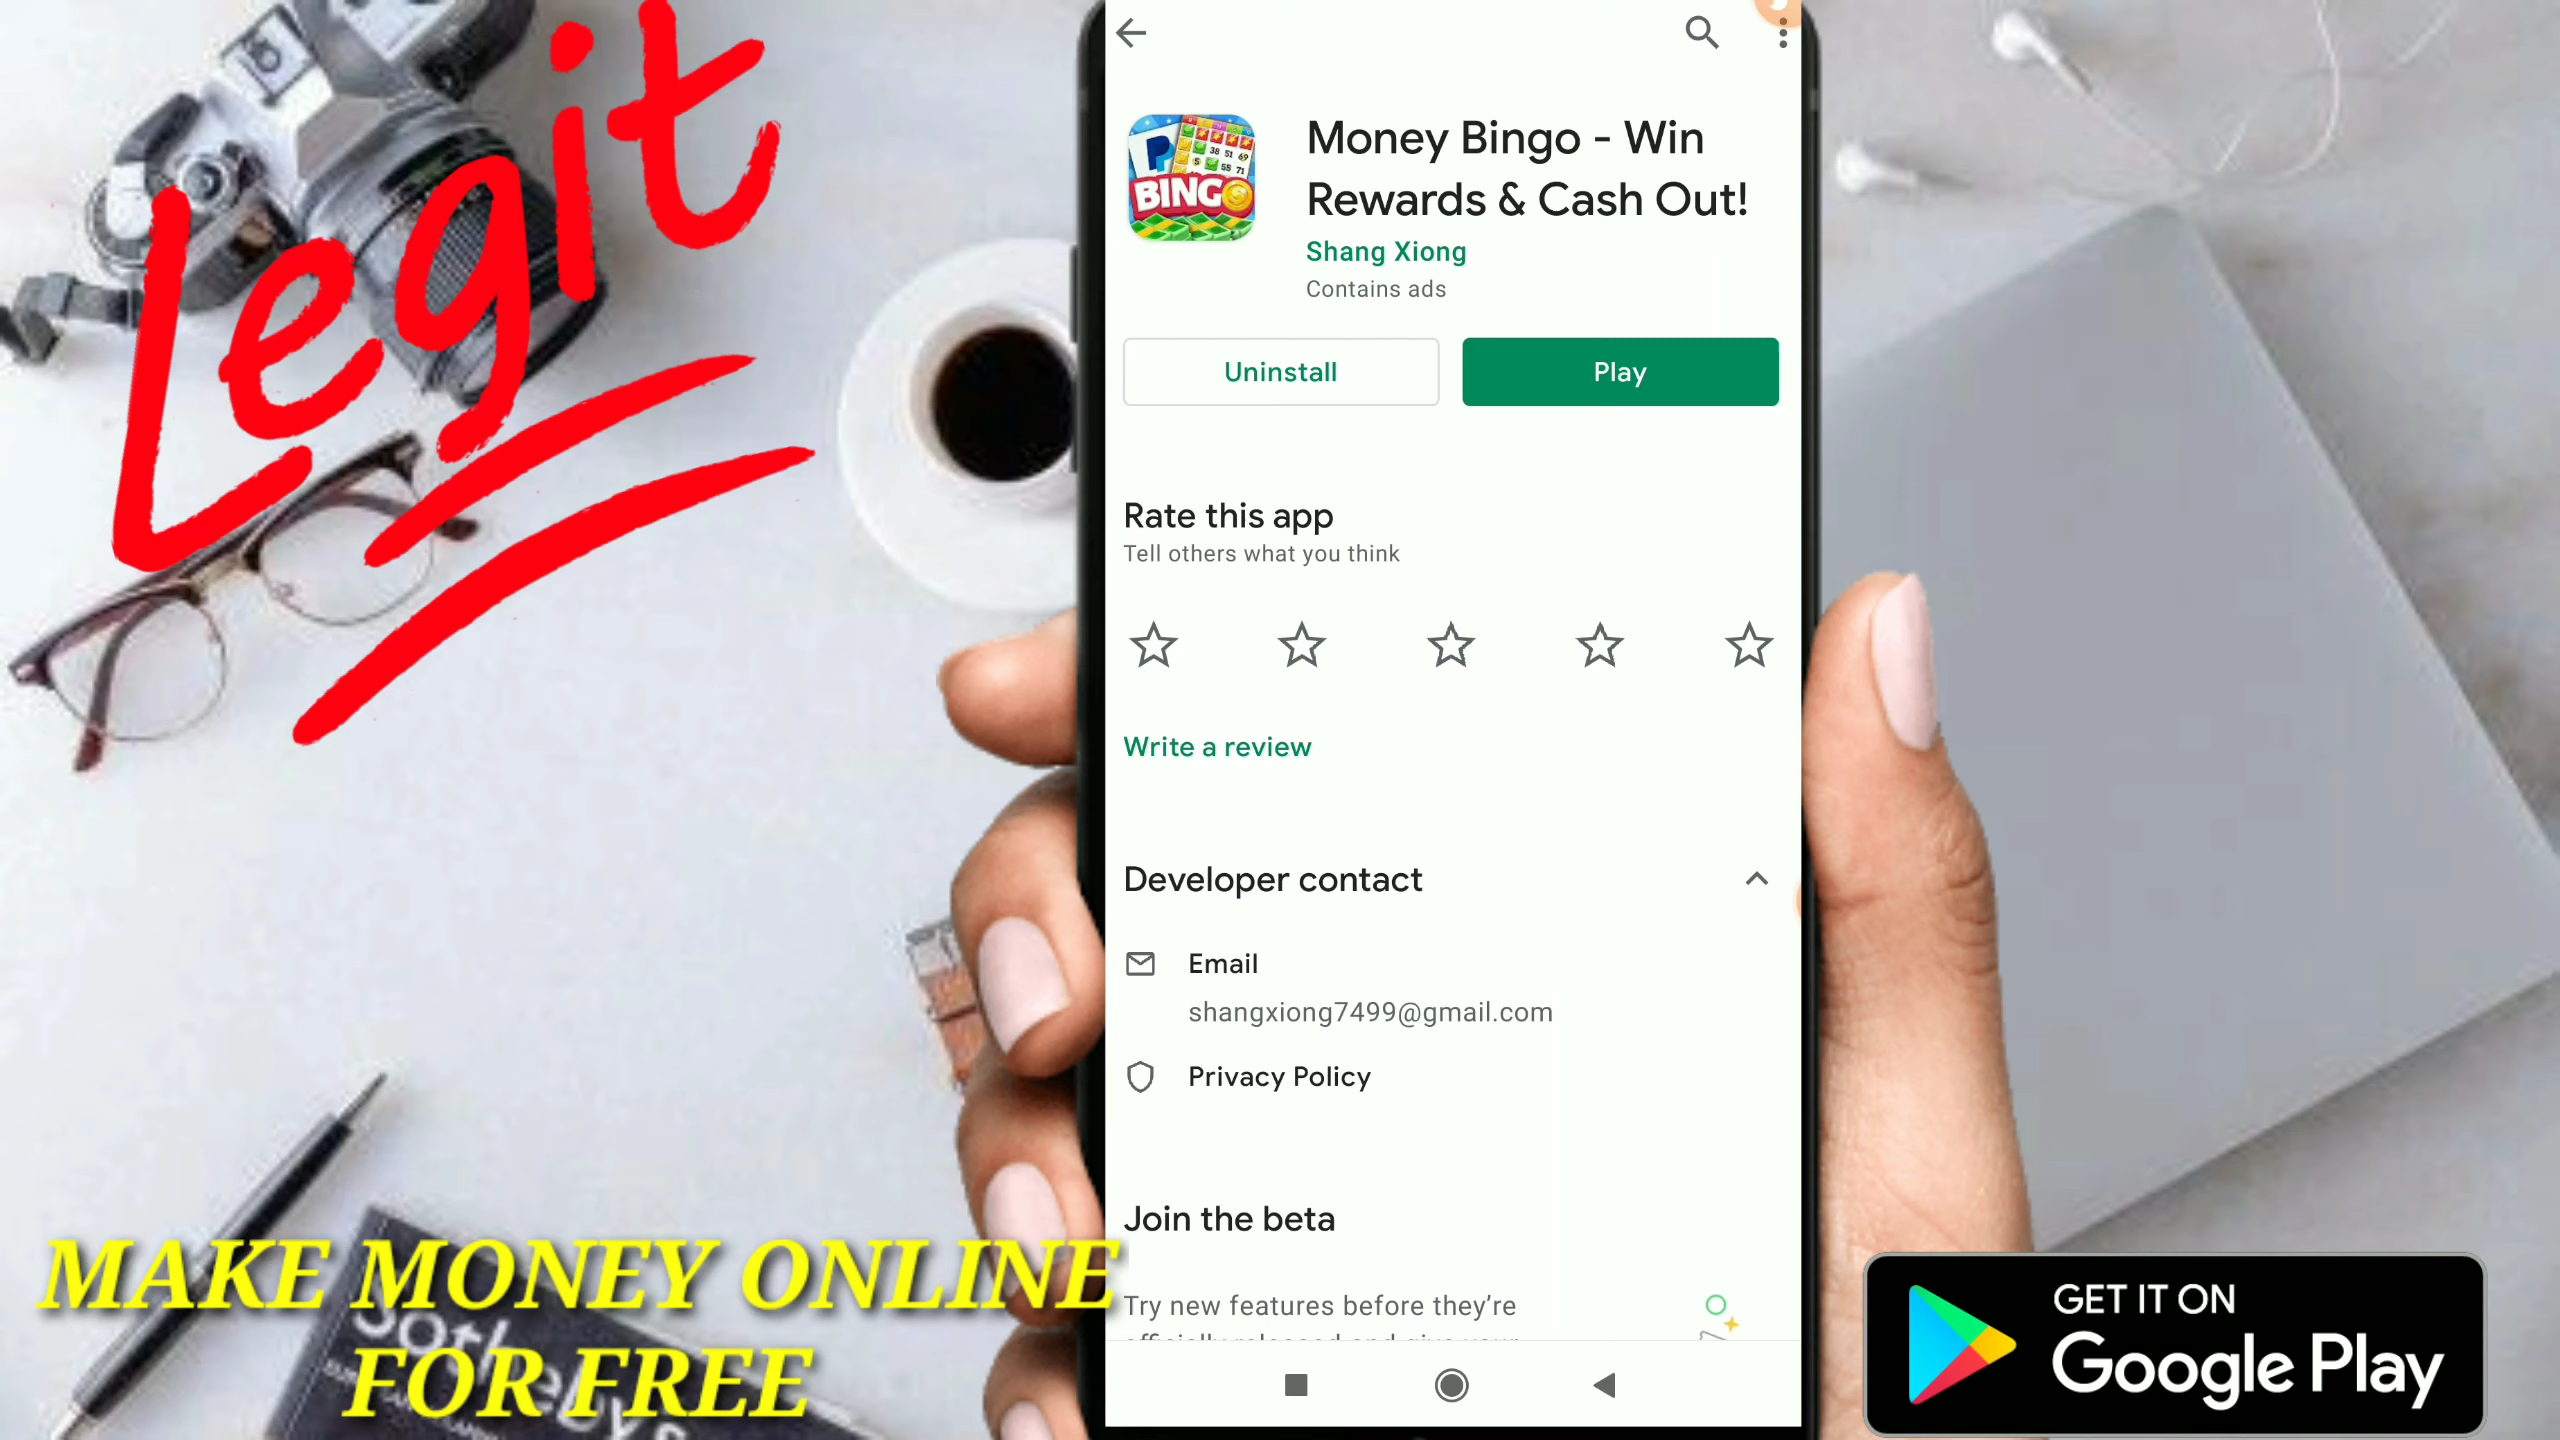 Legit
BINGO
Money Bingo - Win
Rewards & Cash Out!
Shang Xiong
Contains ads
Uninstall
Play
Rate this app
Tell others what you think
Write a review
Developer contact
Email
shangxiong7499@gmail.com
Privacy Policy
Join the beta
Try new features before they’re
MAKE MONEY ONLINE
FOR FREE
GET IT ON
Google Play